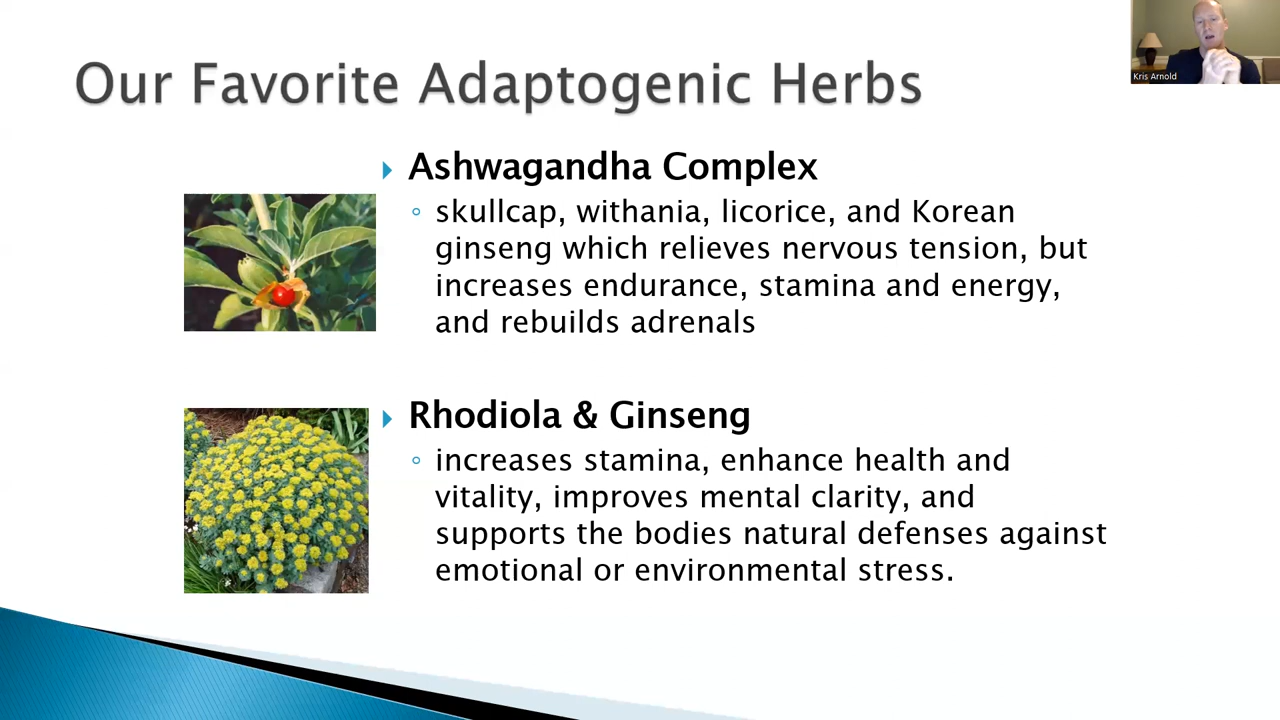 Our Favorite Adaptogenic Herbs
Kris Arnold
Ashwagandha Complex
skullcap, withania, licorice, and Korean
ginseng which relieves nervous tension, but
increases endurance, stamina and energy,
and rebuilds adrenals
Rhodiola & Ginseng
increases stamina, enhance health and
vitality, improves mental clarity, and
supports the bodies natural defenses against
emotional or environmental stress.